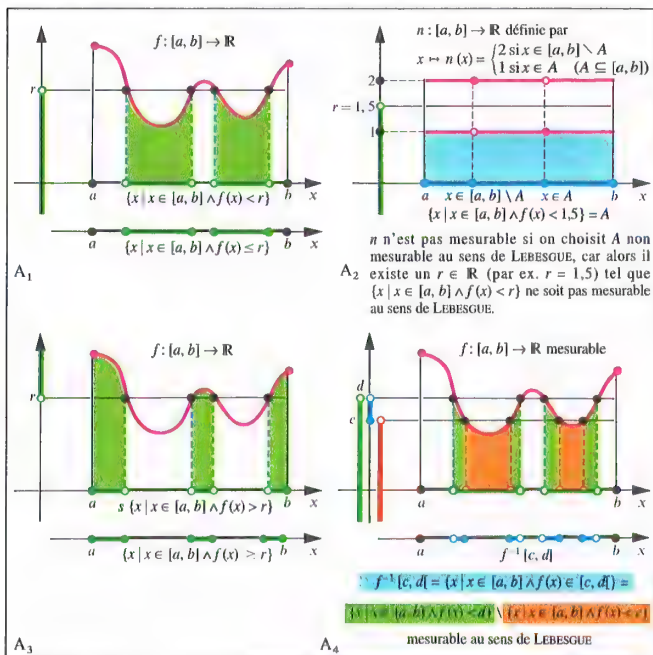 f : [a, b] → ℝ
r
a
b
x
{x | x ∈ [a, b] ∧ f(x) < r}
a
b
x
{x | x ∈ [a, b] ∧ f(x) ≤ r}
A₁
n : [a, b] → ℝ définie par
x ↦ n(x) = {2 si x ∈ [a, b] \ A
1 si x ∈ A (A ⊆ [a, b])
2
r = 1,5
1
a
x ∈ [a, b] \ A
x ∈ A
b
x
{x | x ∈ [a, b] ∧ f(x) < 1,5} = A
n n'est pas mesurable si on choisit A non
mesurable au sens de LEBESGUE, car alors il
existe un r ∈ ℝ (par ex. r = 1,5) tel que
{x | x ∈ [a, b] ∧ f(x) < r} ne soit pas mesurable
au sens de LEBESGUE.
A₂
f : [a, b] → ℝ
r
a
b
x
s {x | x ∈ [a, b] ∧ f(x) > r}
a
b
x
{x | x ∈ [a, b] ∧ f(x) ≥ r}
A₃
f : [a, b] → ℝ mesurable
d
c
a
b
x
a
b
x
f⁻¹ [c, d[
f⁻¹ [c, d[ = {x | x ∈ [a, b] ∧ f(x) ∈ [c, d[} =
{x | x ∈ [a, b] ∧ f(x) < d} \ {x | x ∈ [a, b] ∧ f(x) < c}
mesurable au sens de LEBESGUE
A₄